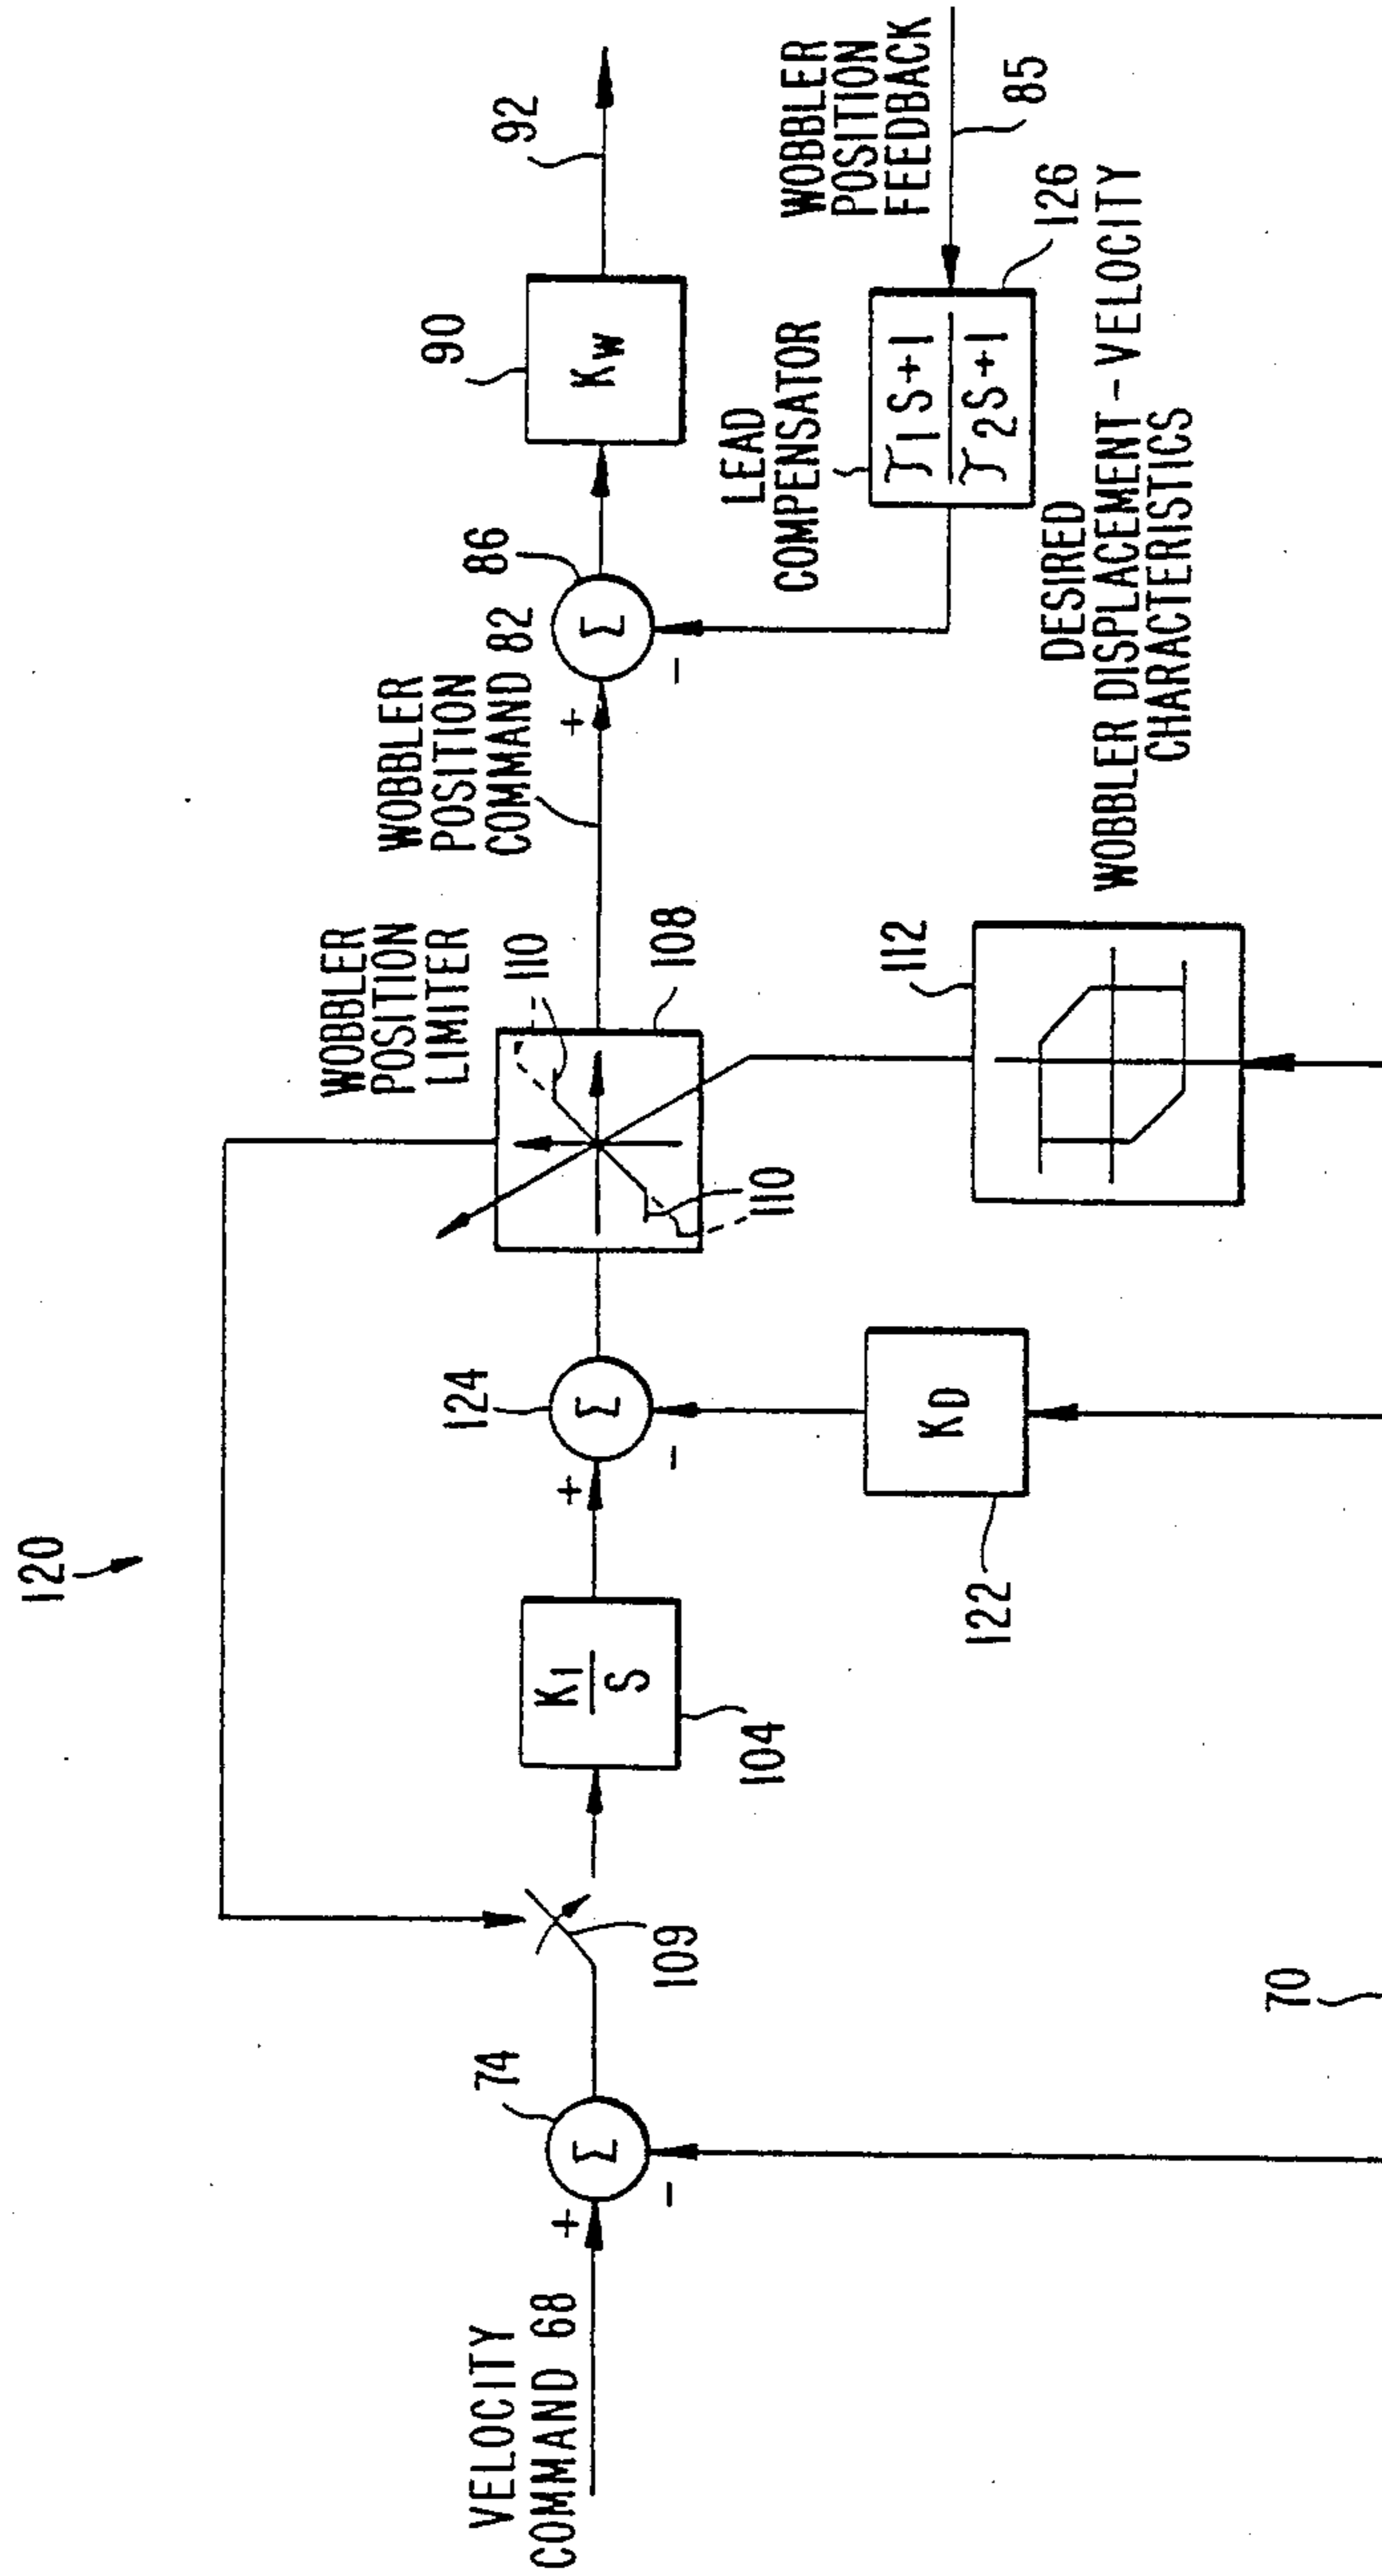 120
VELOCITY
COMMAND 68
+
-
74
Σ
109
K1
S
104
+
-
124
Σ
KD
122
WOBBLER
POSITION
LIMITER
110
108
110
112
DESIRED
WOBBLER DISPLACEMENT-VELOCITY
CHARACTERISTICS
WOBBLER
POSITION
COMMAND 82
+
-
86
Σ
90
KW
92
LEAD
COMPENSATOR
τ1S+1
τ2S+1
126
WOBBLER
POSITION
FEEDBACK
85
70